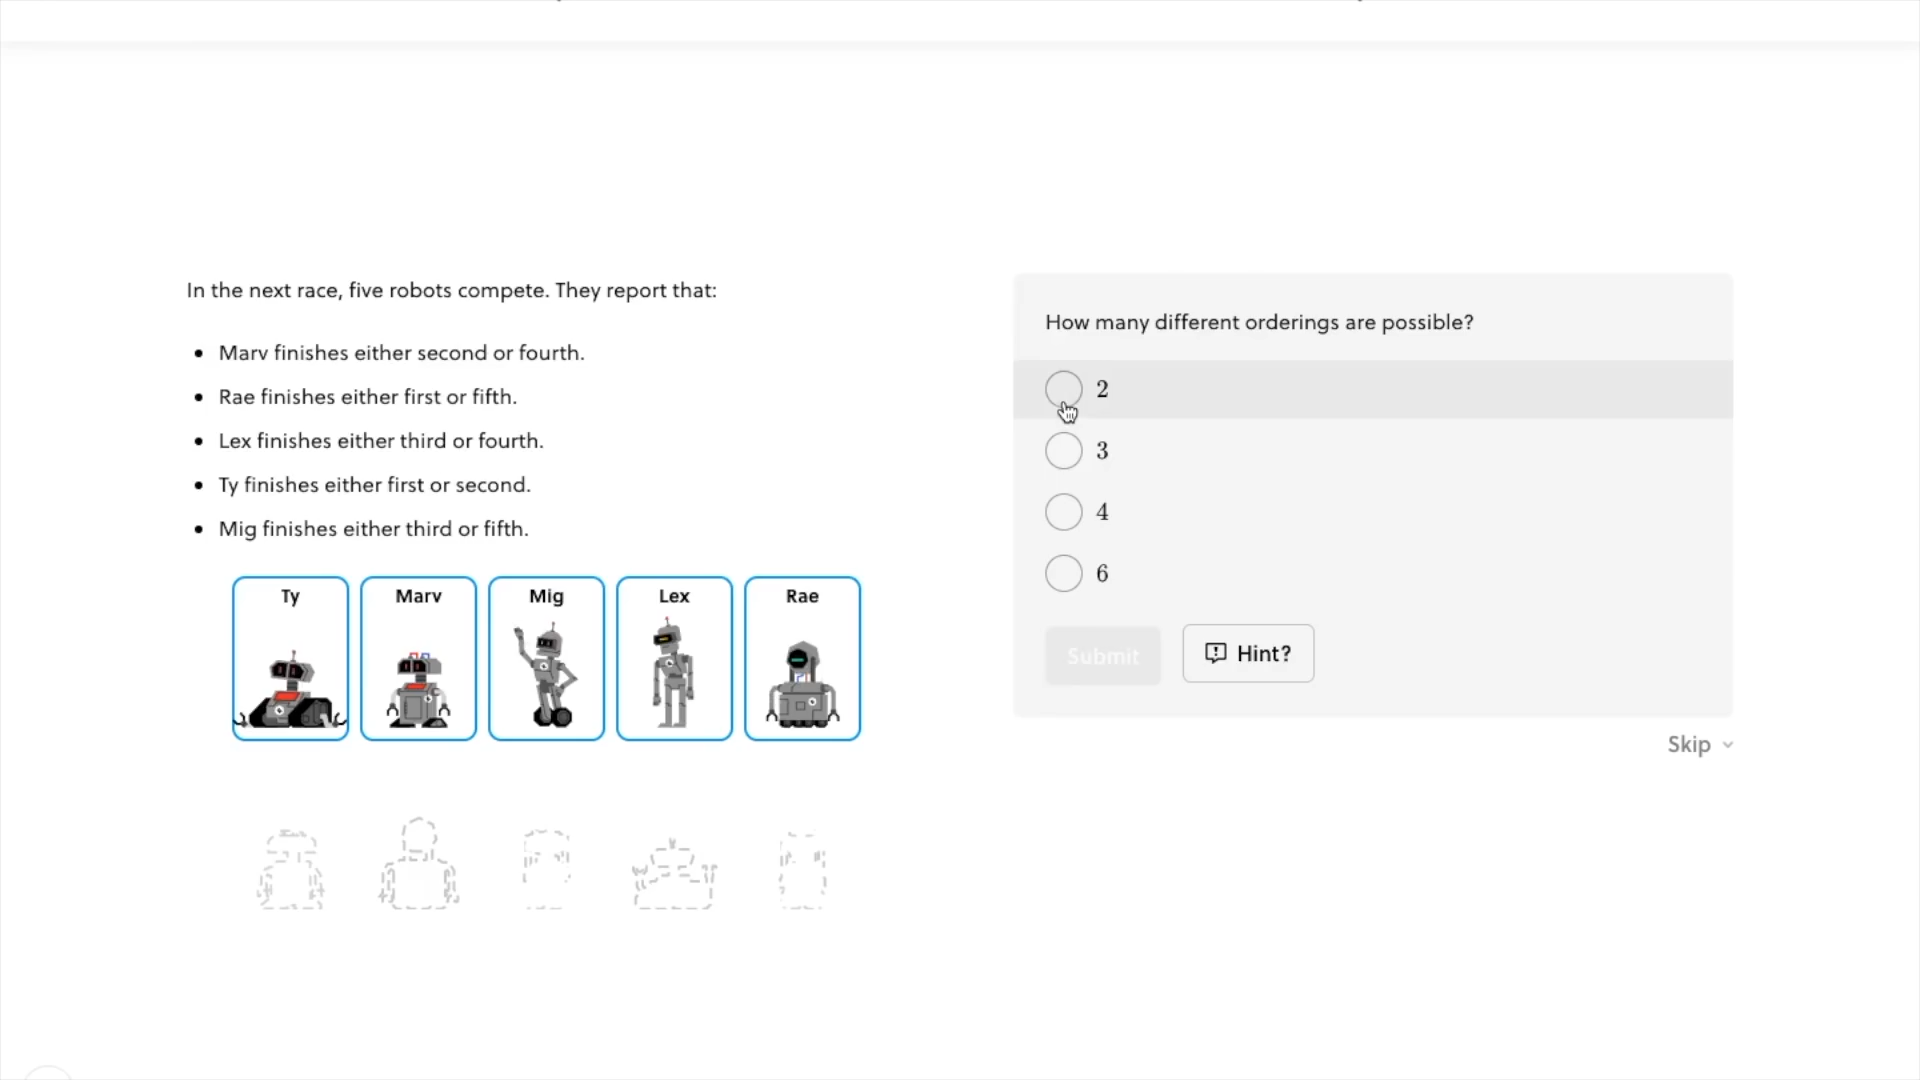 In the next race, five robots compete. They report that:
• Marv finishes either second or fourth.
• Rae finishes either first or fifth.
• Lex finishes either third or fourth.
• Ty finishes either first or second.
• Mig finishes either third or fifth.
Ty
Marv
Mig
Lex
Rae
How many different orderings are possible?
2
3
4
6
Submit
Hint?
Skip